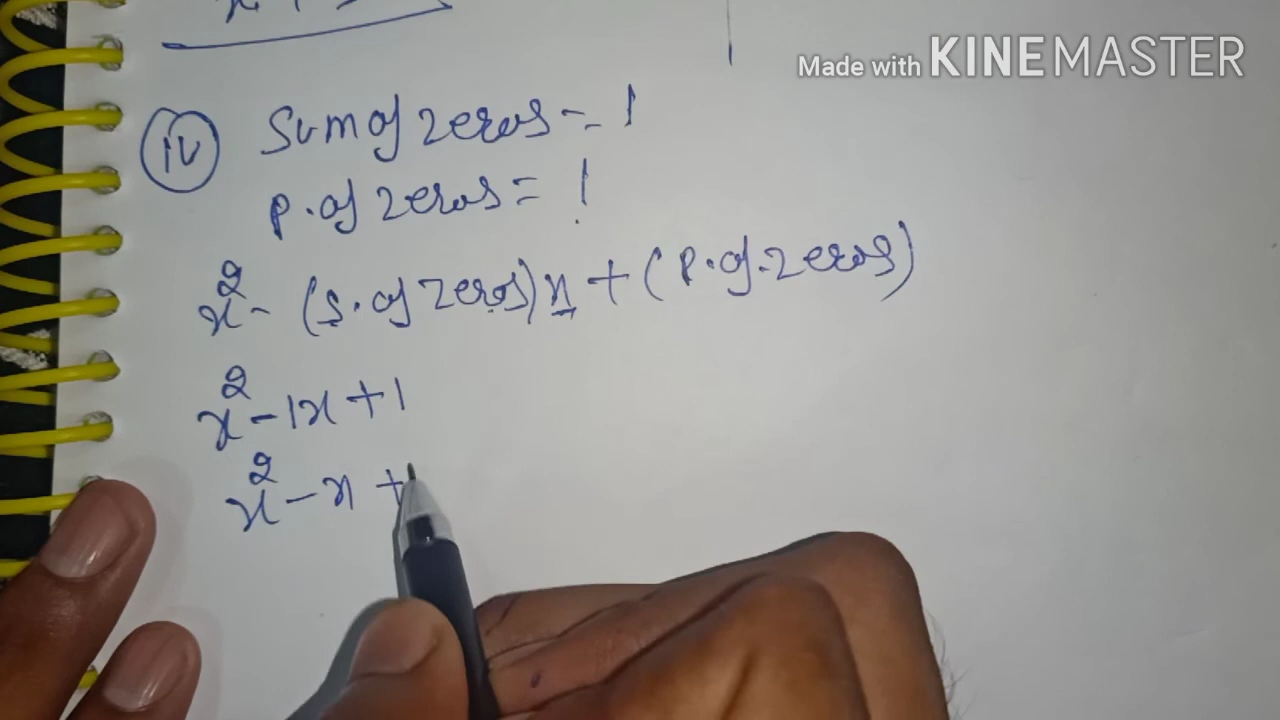 Made with KINEMASTER
(iv) Sum of zeros = 1
P. of zeros = 1
x² - (S. of zeros)x + (P. of. zeros)
x² - 1x + 1
x² - x +